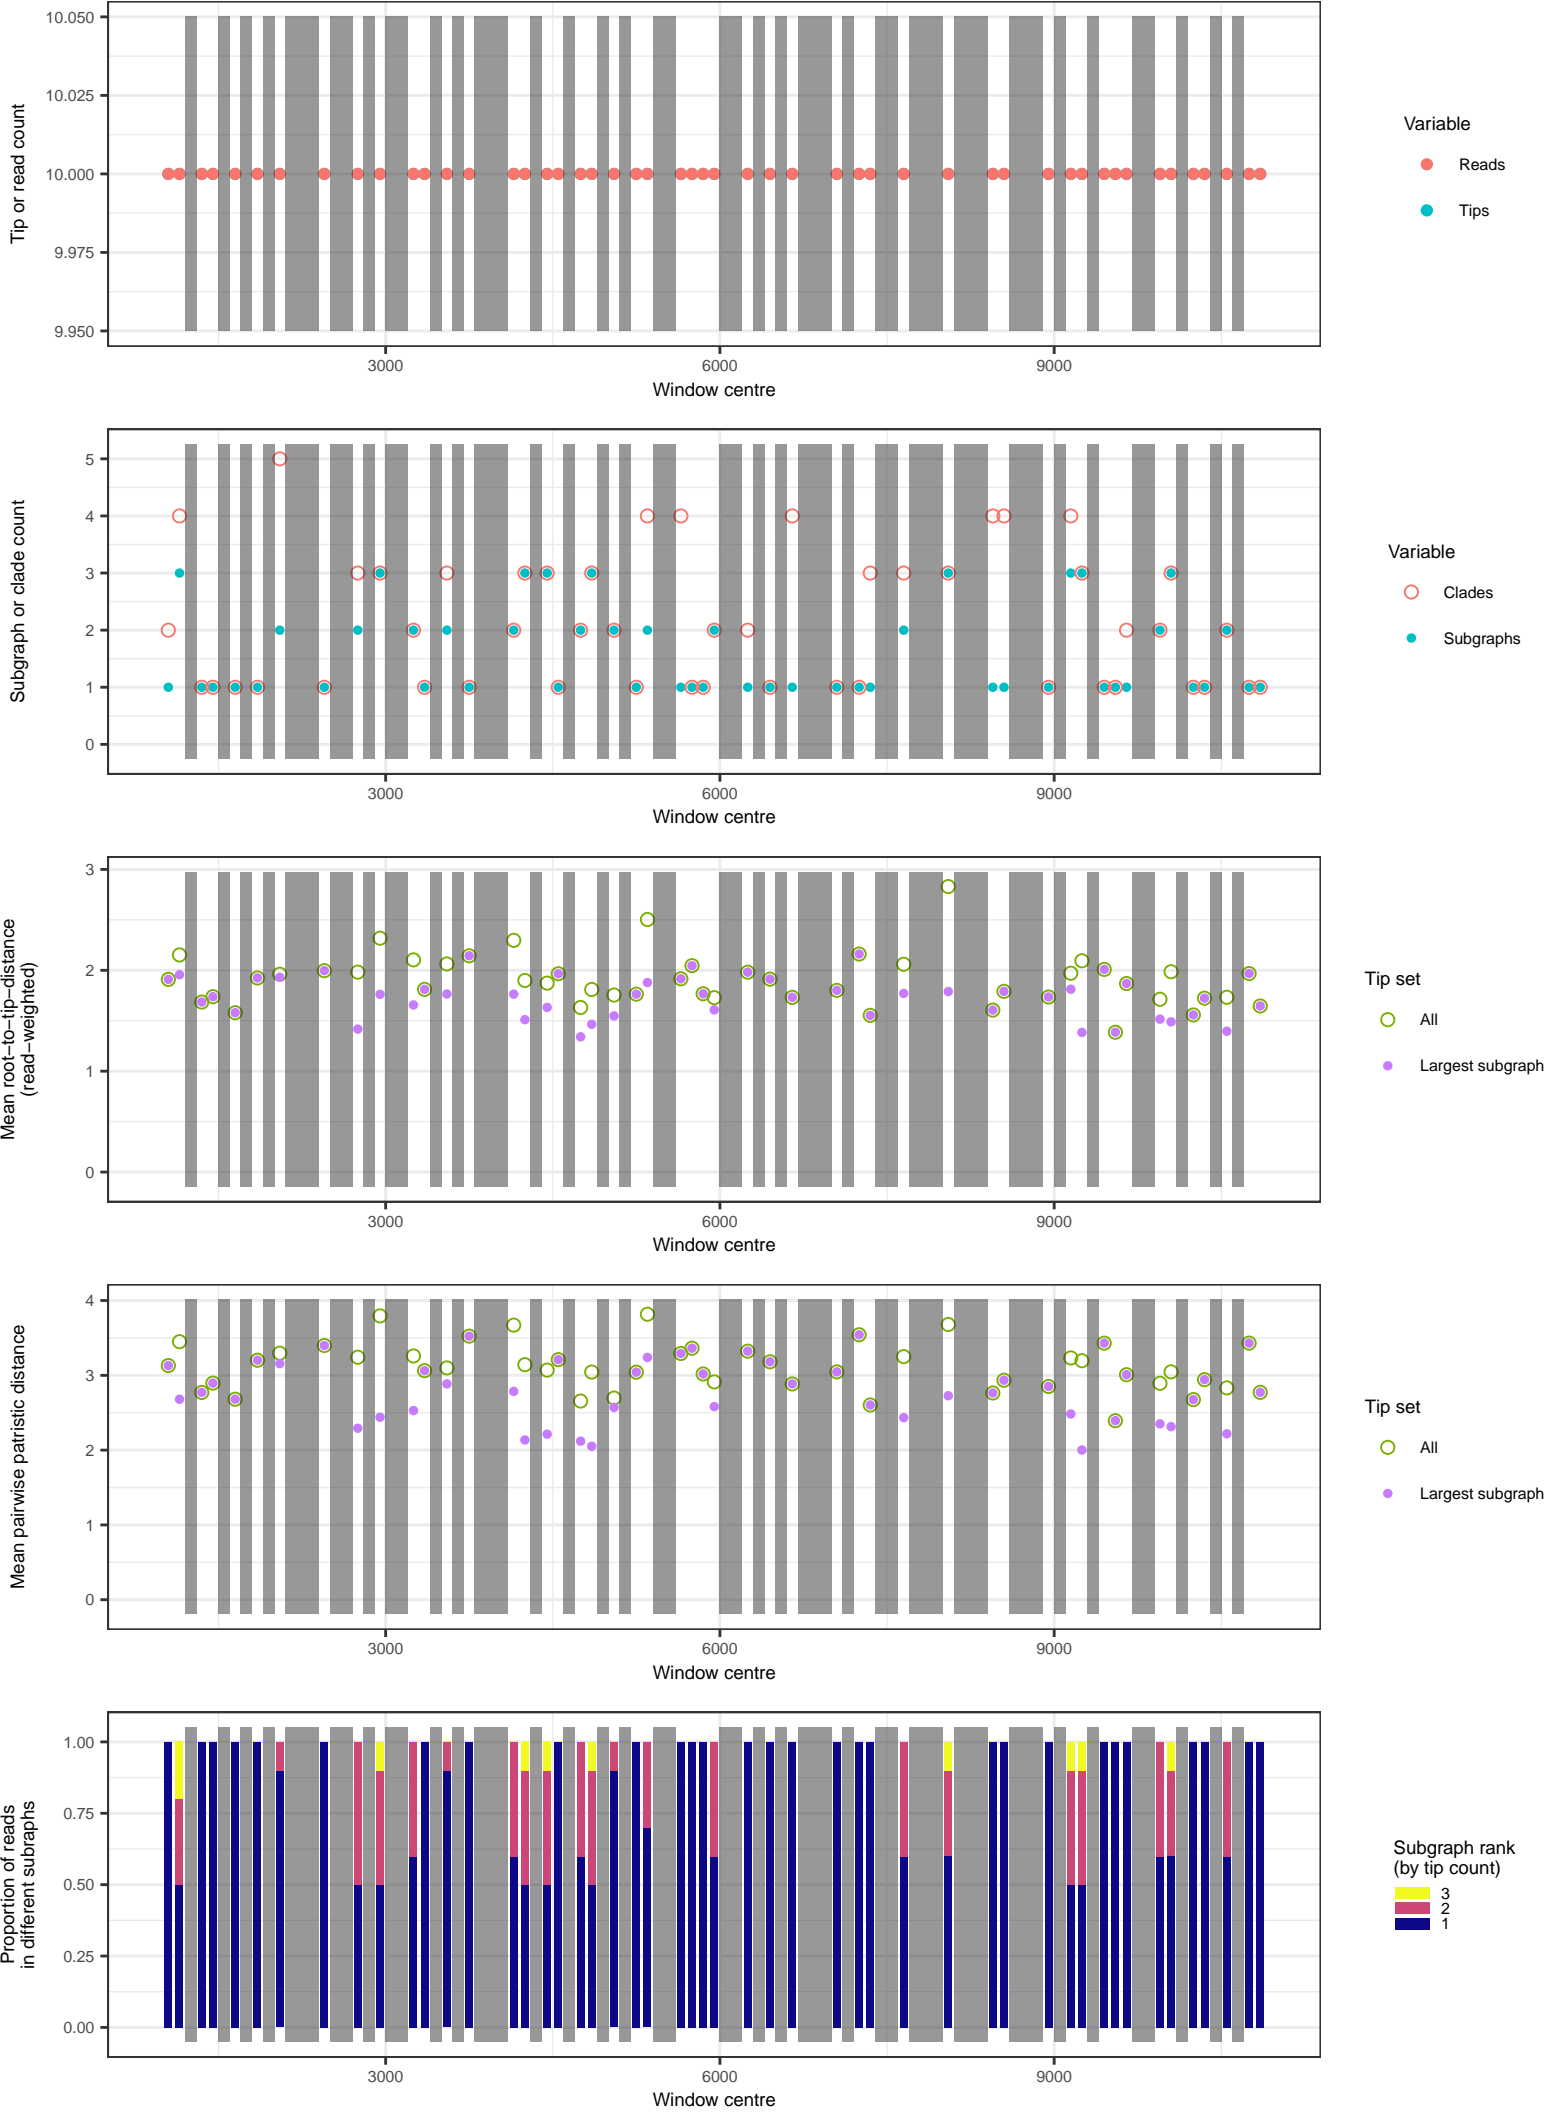 10.050
10.025
10.000
9.975
9.950
Tip or read count
3000
6000
9000
Window centre
Variable
Reads
Tips
5
4
3
2
1
0
Subgraph or clade count
3000
6000
9000
Window centre
Variable
Clades
Subgraphs
3
2
1
0
Mean root−to−tip−distance
(read−weighted)
3000
6000
9000
Window centre
Tip set
All
Largest subgraph
4
3
2
1
0
Mean pairwise patristic distance
3000
6000
9000
Window centre
Tip set
All
Largest subgraph
1.00
0.75
0.50
0.25
0.00
Proportion of reads
in different subraphs
3000
6000
9000
Window centre
Subgraph rank
(by tip count)
3
2
1